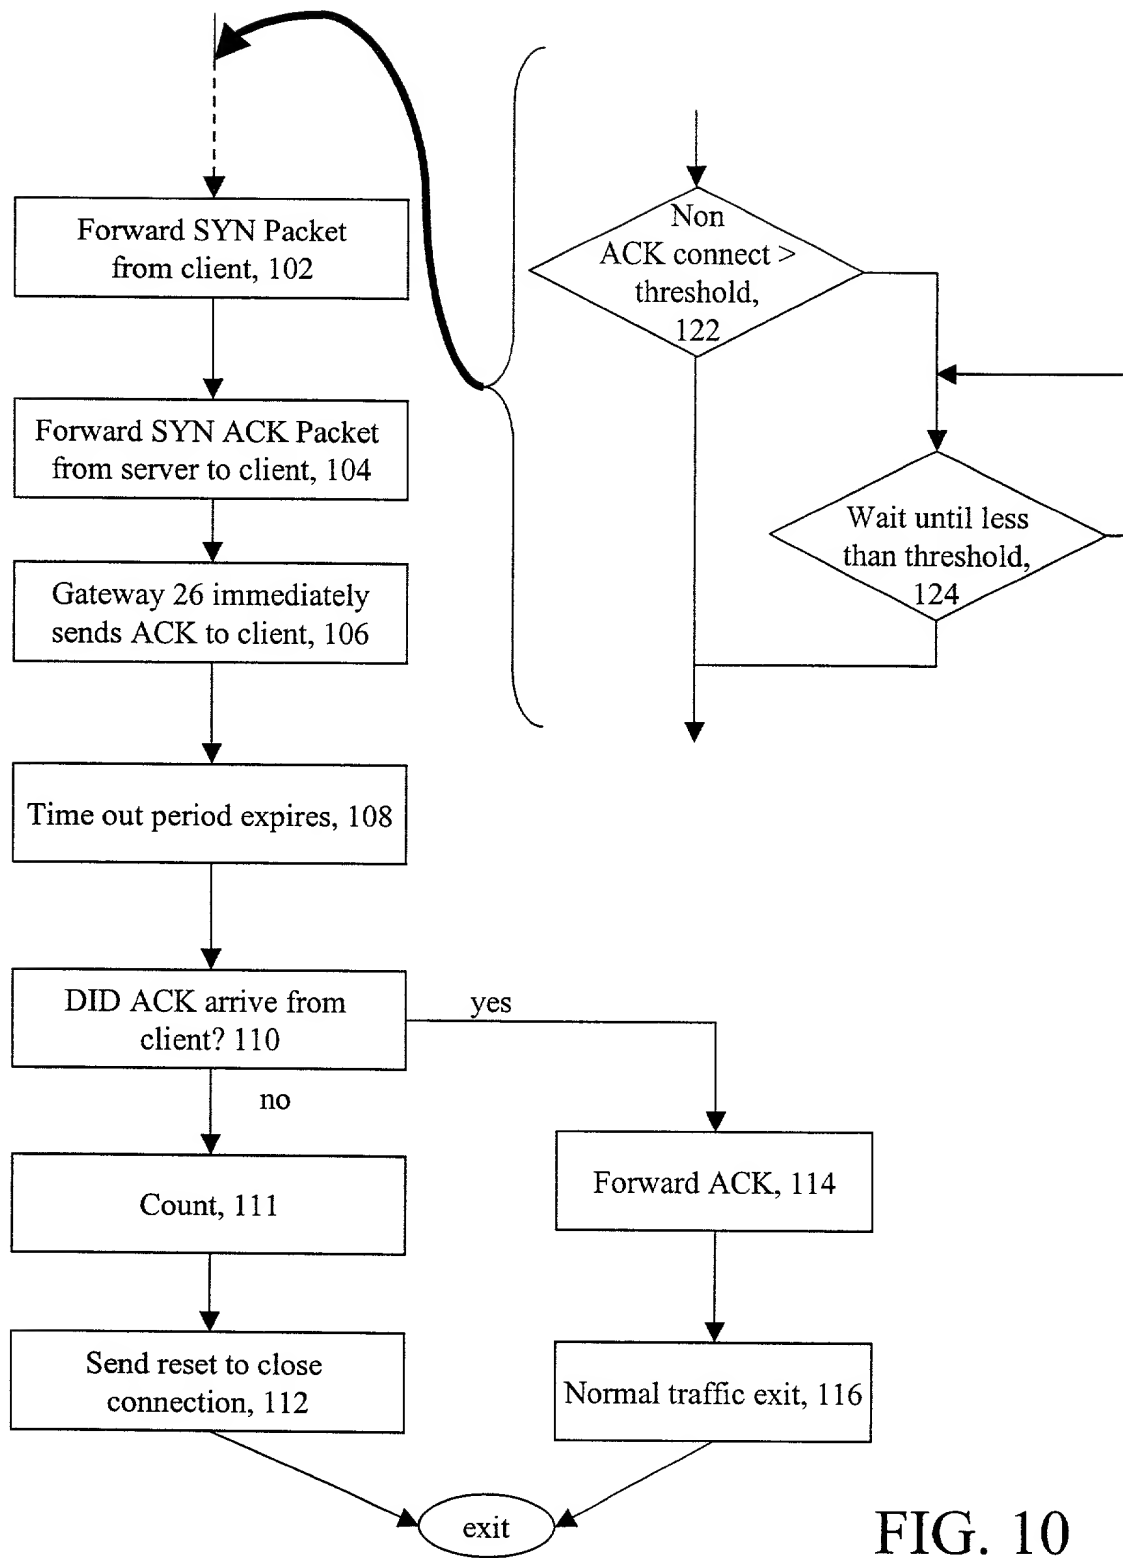 Forward SYN Packet
from client, 102
Forward SYN ACK Packet
from server to client, 104
Gateway 26 immediately
sends ACK to client, 106
Time out period expires, 108
DID ACK arrive from
client? 110
yes
no
Count, 111
Send reset to close
connection, 112
Forward ACK, 114
Normal traffic exit, 116
exit
Non
ACK connect >
threshold,
122
Wait until less
than threshold,
124
FIG. 10